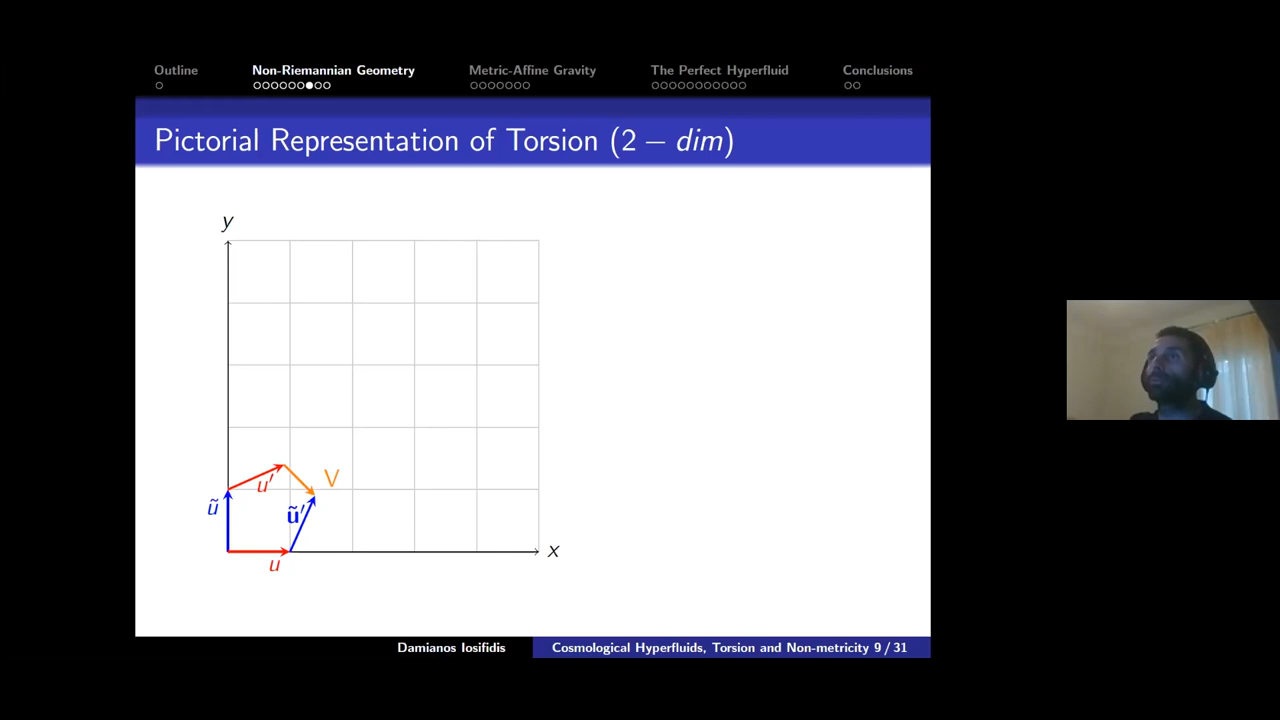 Outline
Non-Riemannian Geometry
Metric-Affine Gravity
The Perfect Hyperfluid
Conclusions
Pictorial Representation of Torsion (2 − dim)
y
u′
V
ũ
ũ′
x
u
Damianos Iosifidis
Cosmological Hyperfluids, Torsion and Non-metricity 9 / 31